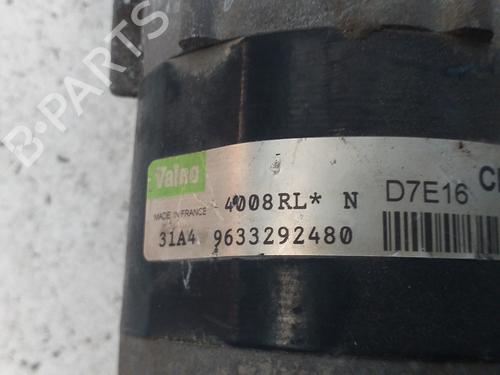 Valeo
MADE IN FRANCE
4008RL* N
D7E16
31A4 9633292480
B-PARTS